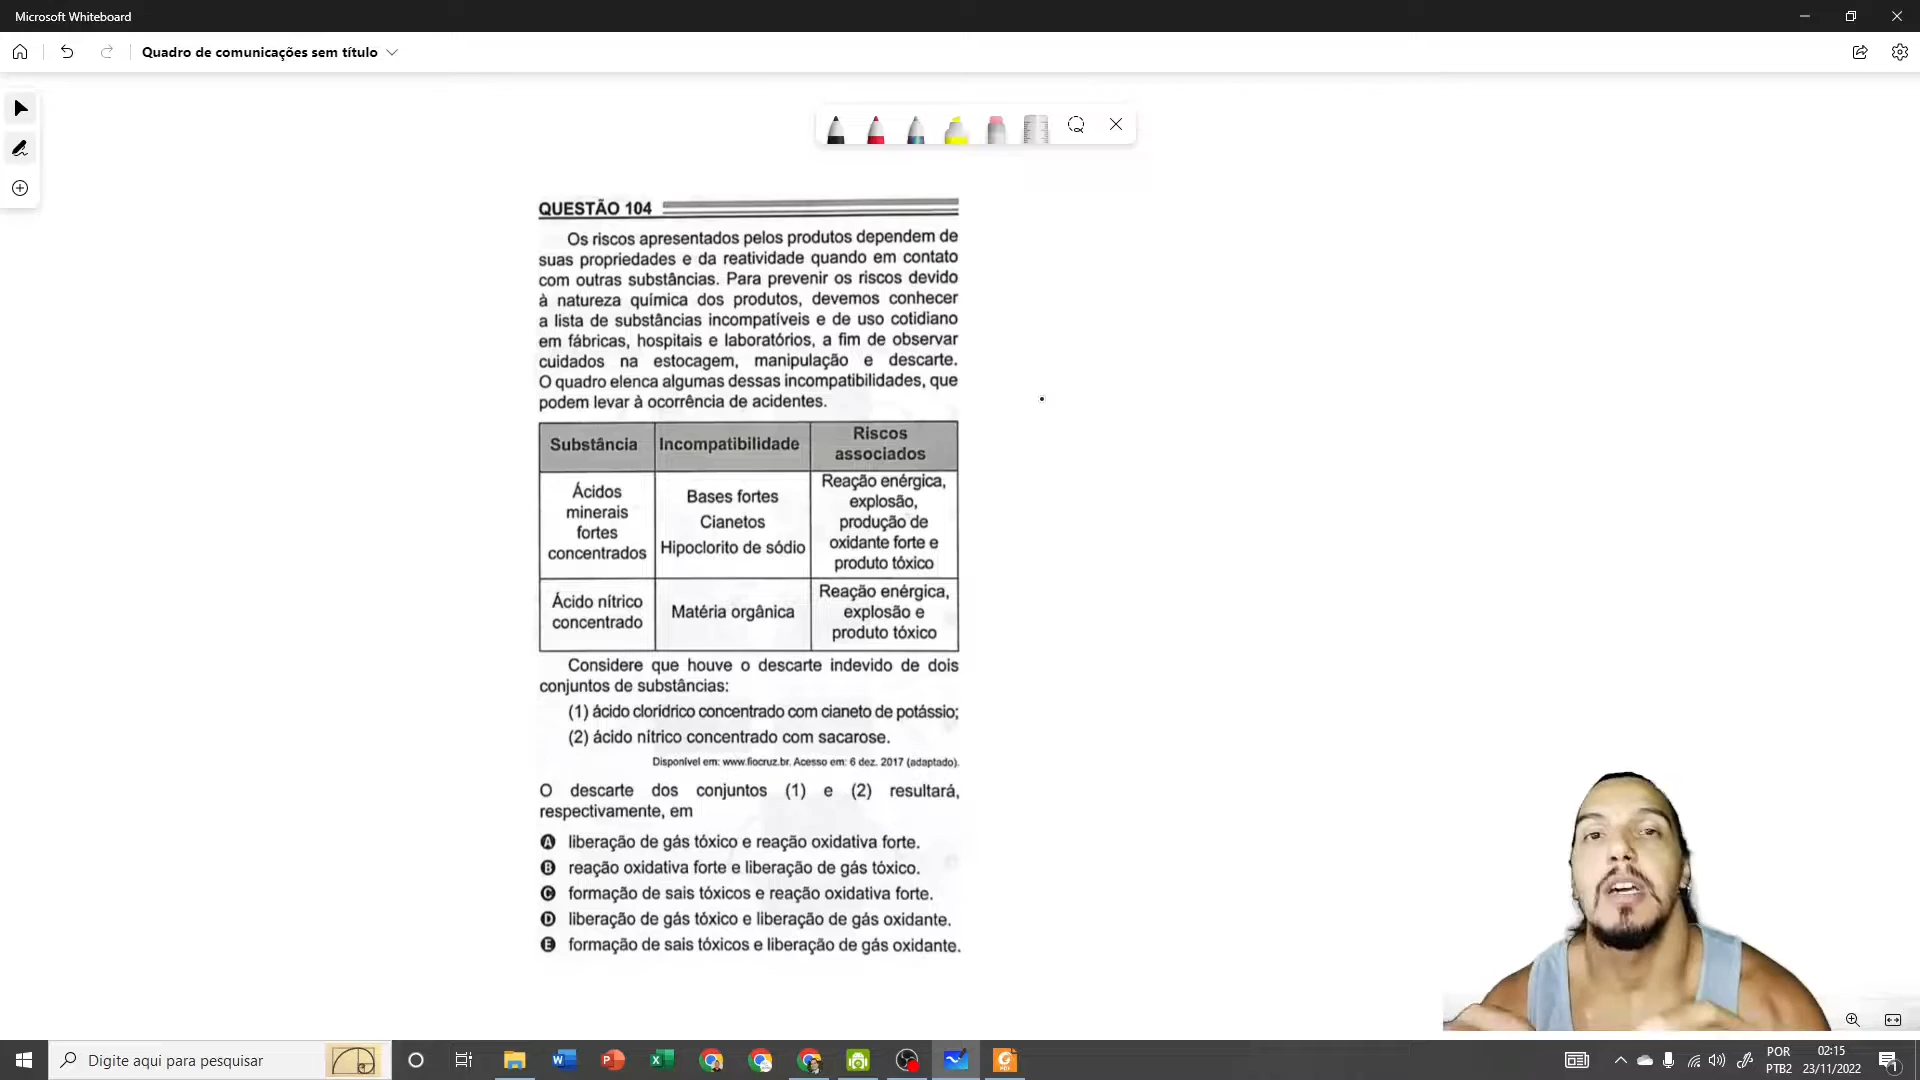 Microsoft Whiteboard
Quadro de comunicações sem título
QUESTÃO 104
Os riscos apresentados pelos produtos dependem de
suas propriedades e da reatividade quando em contato
com outras substâncias. Para prevenir os riscos devido
à natureza química dos produtos, devemos conhecer
a lista de substâncias incompatíveis e de uso cotidiano
em fábricas, hospitais e laboratórios, a fim de observar
cuidados na estocagem, manipulação e descarte.
O quadro elenca algumas dessas incompatibilidades, que
podem levar à ocorrência de acidentes.
Substância
Incompatibilidade
Riscos
associados
Ácidos
minerais
fortes
concentrados
Bases fortes
Cianetos
Hipoclorito de sódio
Reação enérgica,
explosão,
produção de
oxidante forte e
produto tóxico
Ácido nítrico
concentrado
Matéria orgânica
Reação enérgica,
explosão e
produto tóxico
Considere que houve o descarte indevido de dois
conjuntos de substâncias:
(1) ácido clorídrico concentrado com cianeto de potássio;
(2) ácido nítrico concentrado com sacarose.
Disponível em: www.fiocruz.br. Acesso em: 6 dez. 2017 (adaptado).
O descarte dos conjuntos (1) e (2) resultará,
respectivamente, em
A liberação de gás tóxico e reação oxidativa forte.
B reação oxidativa forte e liberação de gás tóxico.
C formação de sais tóxicos e reação oxidativa forte.
D liberação de gás tóxico e liberação de gás oxidante.
E formação de sais tóxicos e liberação de gás oxidante.
Digite aqui para pesquisar
POR
PTB2
02:15
23/11/2022